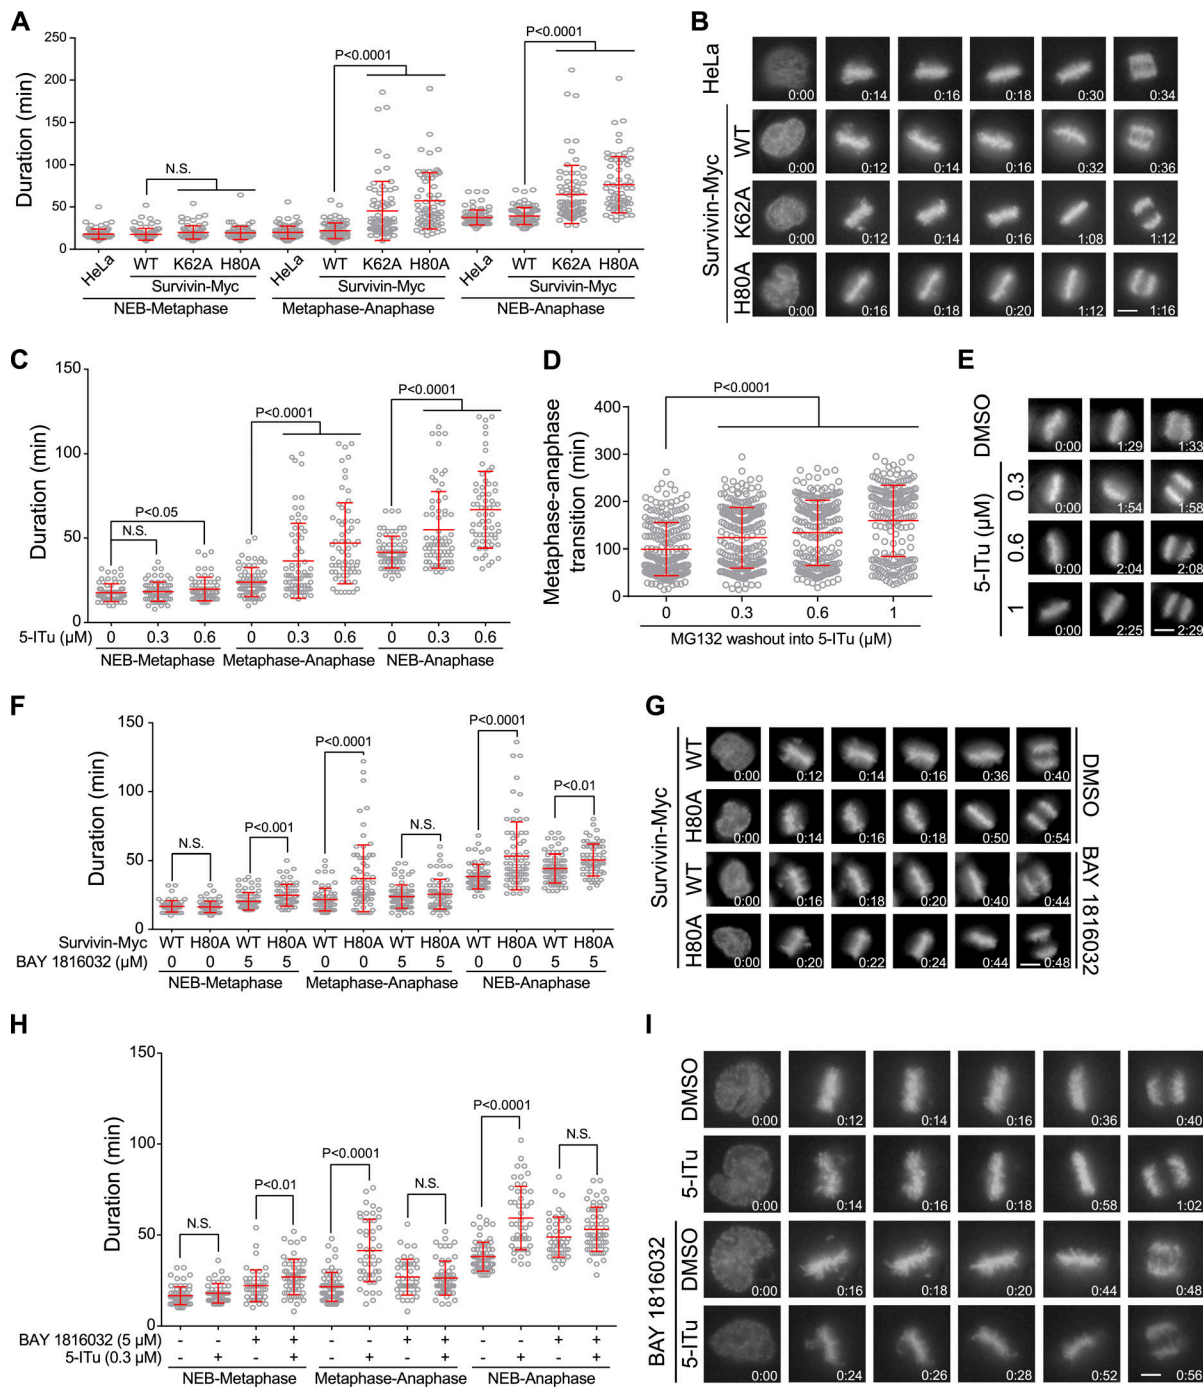 A
Duration (min)
250
200
150
100
50
0
P<0.0001
P<0.0001
N.S.
HeLa WT K62A H80A HeLa WT K62A H80A HeLa WT K62A H80A
Survivin-Myc Survivin-Myc Survivin-Myc
NEB-Metaphase Metaphase-Anaphase NEB-Anaphase
B
HeLa
0:00 0:14 0:16 0:18 0:30 0:34
Survivin-Myc
WT
0:00 0:12 0:14 0:16 0:32 0:36
K62A
0:00 0:12 0:14 0:16 1:08 1:12
H80A
0:00 0:16 0:18 0:20 1:12 1:16
C
Duration (min)
150
100
50
0
P<0.0001
P<0.0001
P<0.05
N.S.
5-ITu (µM) 0 0.3 0.6 0 0.3 0.6 0 0.3 0.6
NEB-Metaphase Metaphase-Anaphase NEB-Anaphase
D
Metaphase-anaphase
transition (min)
400
300
200
100
0
P<0.0001
0 0.3 0.6 1
MG132 washout into 5-ITu (µM)
E
DMSO
0:00 1:29 1:33
5-ITu (µM)
0.3
0:00 1:54 1:58
0.6
0:00 2:04 2:08
1
0:00 2:25 2:29
F
Duration (min)
150
100
50
0
N.S.
P<0.001
P<0.0001
N.S.
P<0.0001
P<0.01
Survivin-Myc WT H80A WT H80A WT H80A WT H80A WT H80A WT H80A
BAY 1816032 (µM) 0 0 5 5 0 0 5 5 0 0 5 5
NEB-Metaphase Metaphase-Anaphase NEB-Anaphase
G
Survivin-Myc
DMSO
BAY 1816032
WT
0:00 0:12 0:14 0:16 0:36 0:40
H80A
0:00 0:14 0:16 0:18 0:50 0:54
WT
0:00 0:16 0:18 0:20 0:40 0:44
H80A
0:00 0:20 0:22 0:24 0:44 0:48
H
Duration (min)
150
100
50
0
N.S.
P<0.01
P<0.0001
N.S.
P<0.0001
N.S.
BAY 1816032 (5 µM) - - + + - - + + - - + +
5-ITu (0.3 µM) - + - + - + - + - + - +
NEB-Metaphase Metaphase-Anaphase NEB-Anaphase
I
DMSO
0:00 0:12 0:14 0:16 0:36 0:40
5-ITu
0:00 0:14 0:16 0:18 0:58 1:02
BAY 1816032
DMSO
0:00 0:16 0:18 0:20 0:44 0:48
5-ITu
0:00 0:24 0:26 0:28 0:52 0:56